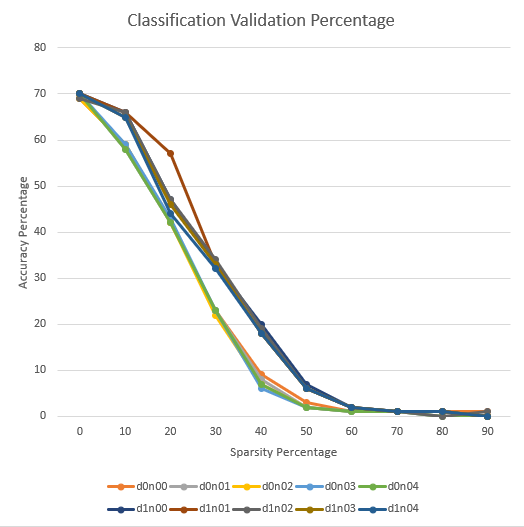 Classification Validation Percentage
80
70
60
50
40
30
20
10
0
Accuracy Percentage
0 10 20 30 40 50 60 70 80 90
Sparsity Percentage
d0n00 d0n01 d0n02 d0n03 d0n04
d1n00 d1n01 d1n02 d1n03 d1n04